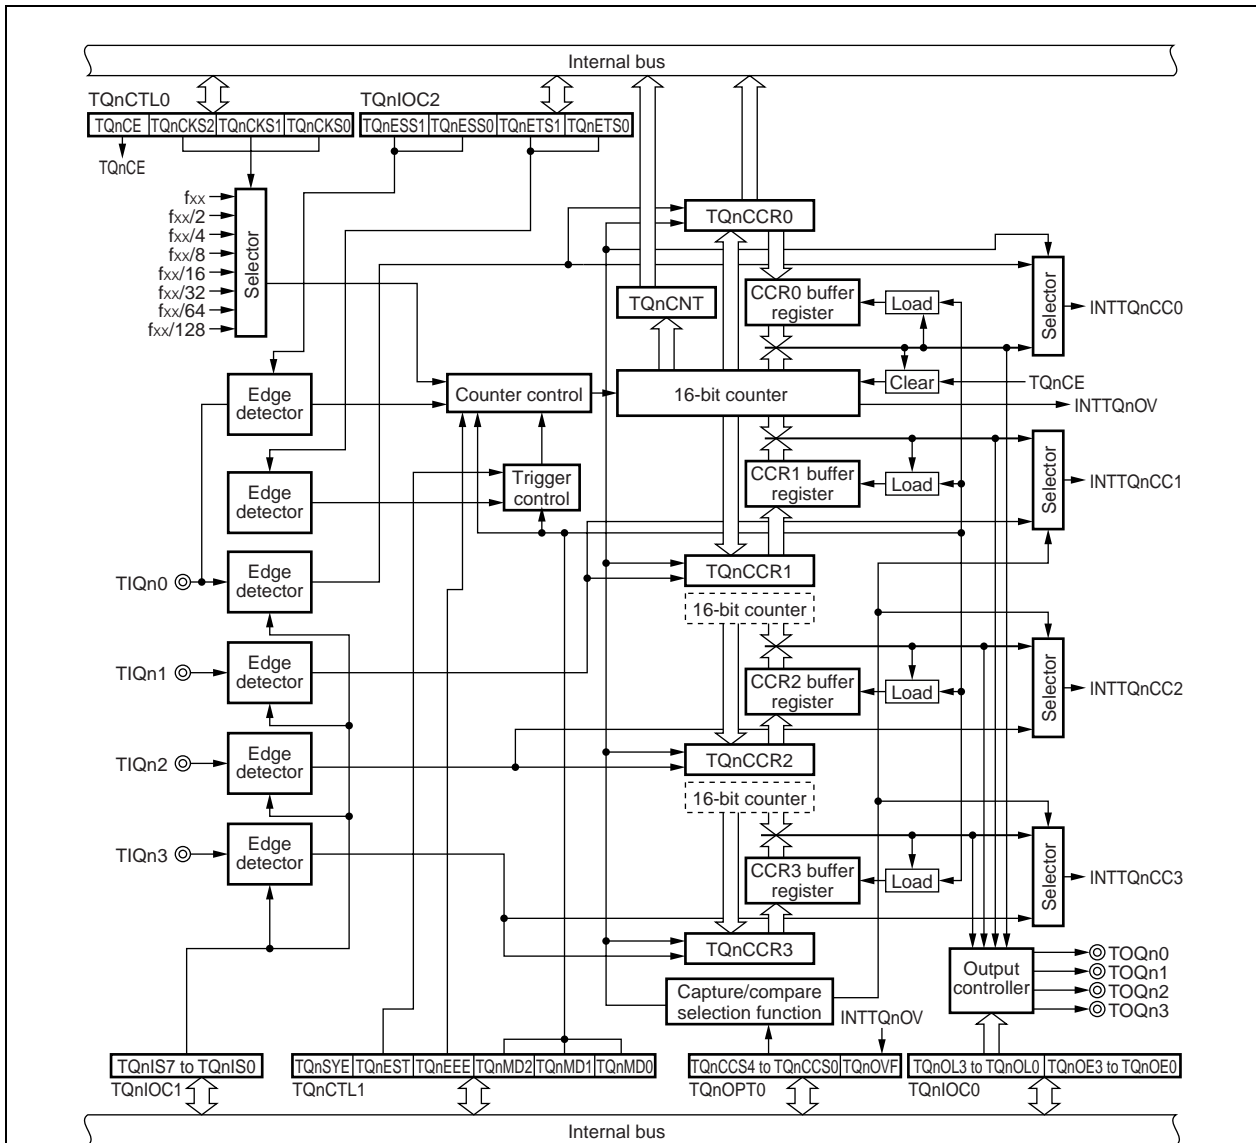 Internal bus
TQnCTL0
TQnIOC2
TQnCE TQnCKS2 TQnCKS1 TQnCKS0
TQnESS1 TQnESS0 TQnETS1 TQnETS0
TQnCE
fxx
fxx/2
fxx/4
fxx/8
fxx/16
fxx/32
fxx/64
fxx/128
Selector
TQnCCR0
CCR0 buffer
register
Load
Selector
INTTQnCC0
TQnCNT
Edge
detector
Counter control
16-bit counter
Clear
TQnCE
INTTQnOV
Edge
detector
Trigger
control
CCR1 buffer
register
Load
Selector
INTTQnCC1
TIQn0
Edge
detector
TQnCCR1
16-bit counter
TIQn1
Edge
detector
CCR2 buffer
register
Load
Selector
INTTQnCC2
TIQn2
Edge
detector
TQnCCR2
16-bit counter
TIQn3
Edge
detector
CCR3 buffer
register
Load
Selector
INTTQnCC3
TQnCCR3
Output
controller
TOQn0
TOQn1
TOQn2
TOQn3
Capture/compare
selection function
INTTQnOV
TQnIS7 to TQnIS0
TQnSYE TQnEST TQnEEE TQnMD2 TQnMD1 TQnMD0
TQnCCS4 to TQnCCS0 TQnOVF
TQnOL3 to TQnOL0 TQnOE3 to TQnOE0
TQnIOC1
TQnCTL1
TQnOPT0
TQnIOC0
Internal bus